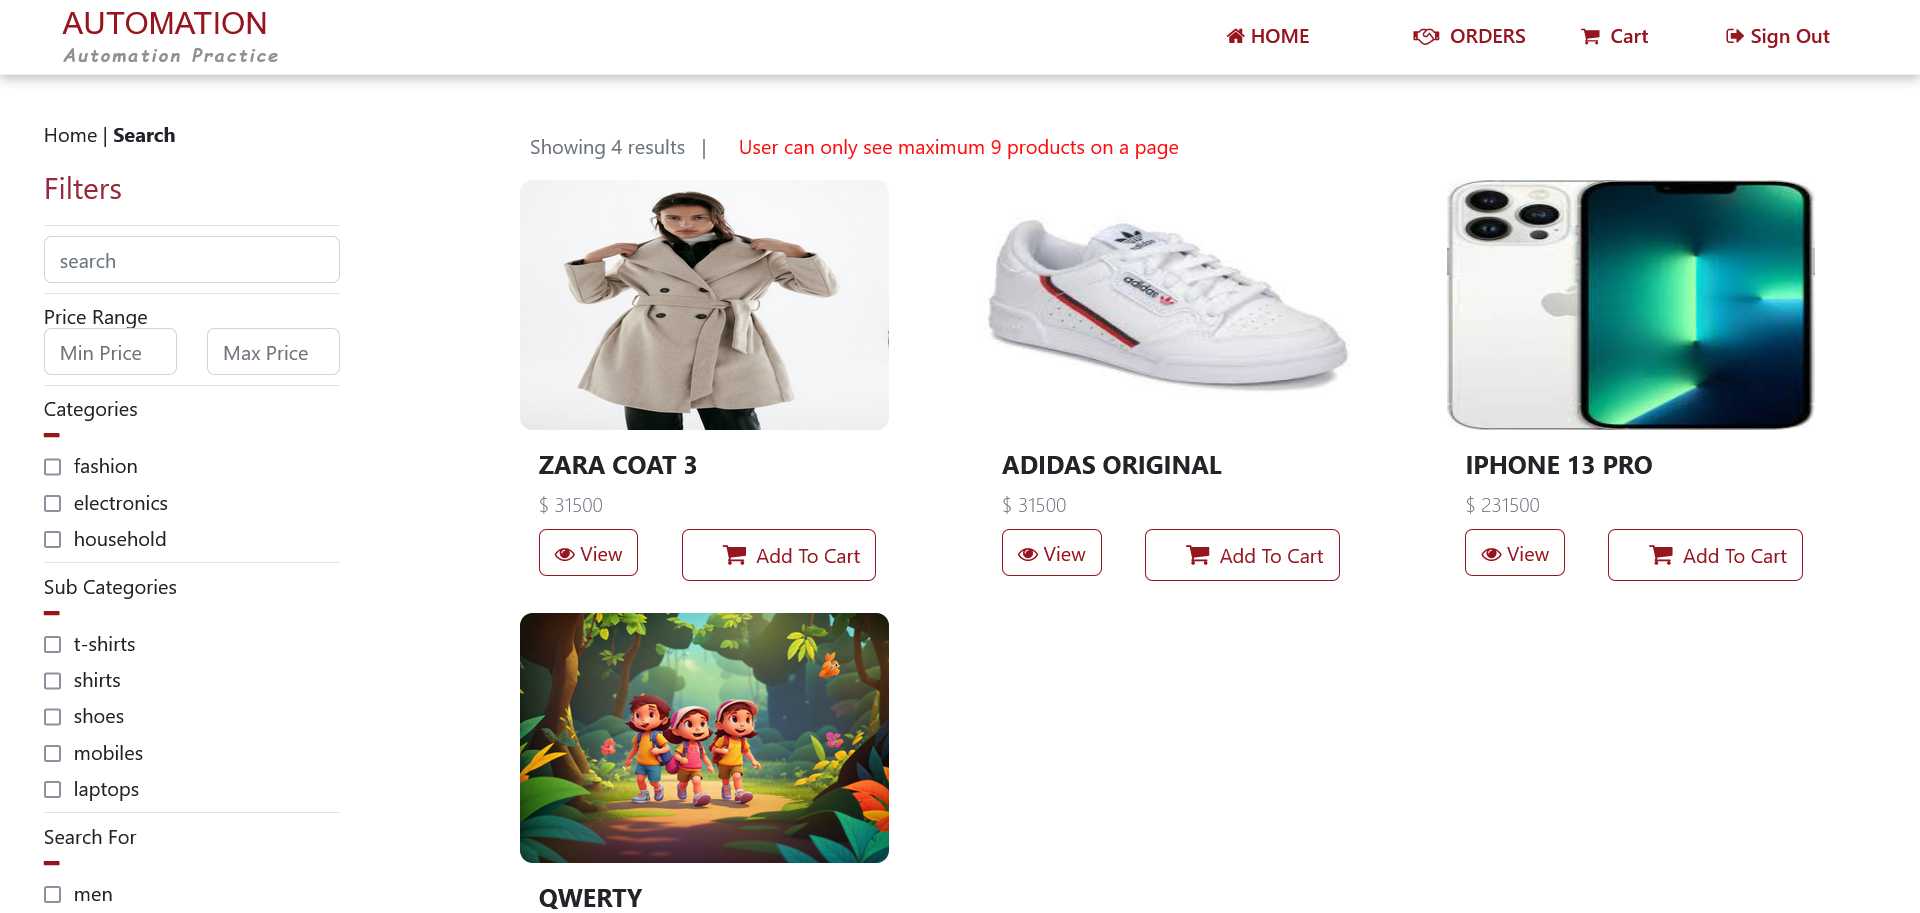 AUTOMATION
Automation Practice
HOME
ORDERS
Cart
Sign Out
Home | Search
Filters
search
Price Range
Min Price
Max Price
Categories
fashion
electronics
household
Sub Categories
t-shirts
shirts
shoes
mobiles
laptops
Search For
men
Showing 4 results |
User can only see maximum 9 products on a page
adidas
adidas
ZARA COAT 3
$ 31500
View
Add To Cart
ADIDAS ORIGINAL
$ 31500
View
Add To Cart
IPHONE 13 PRO
$ 231500
View
Add To Cart
QWERTY